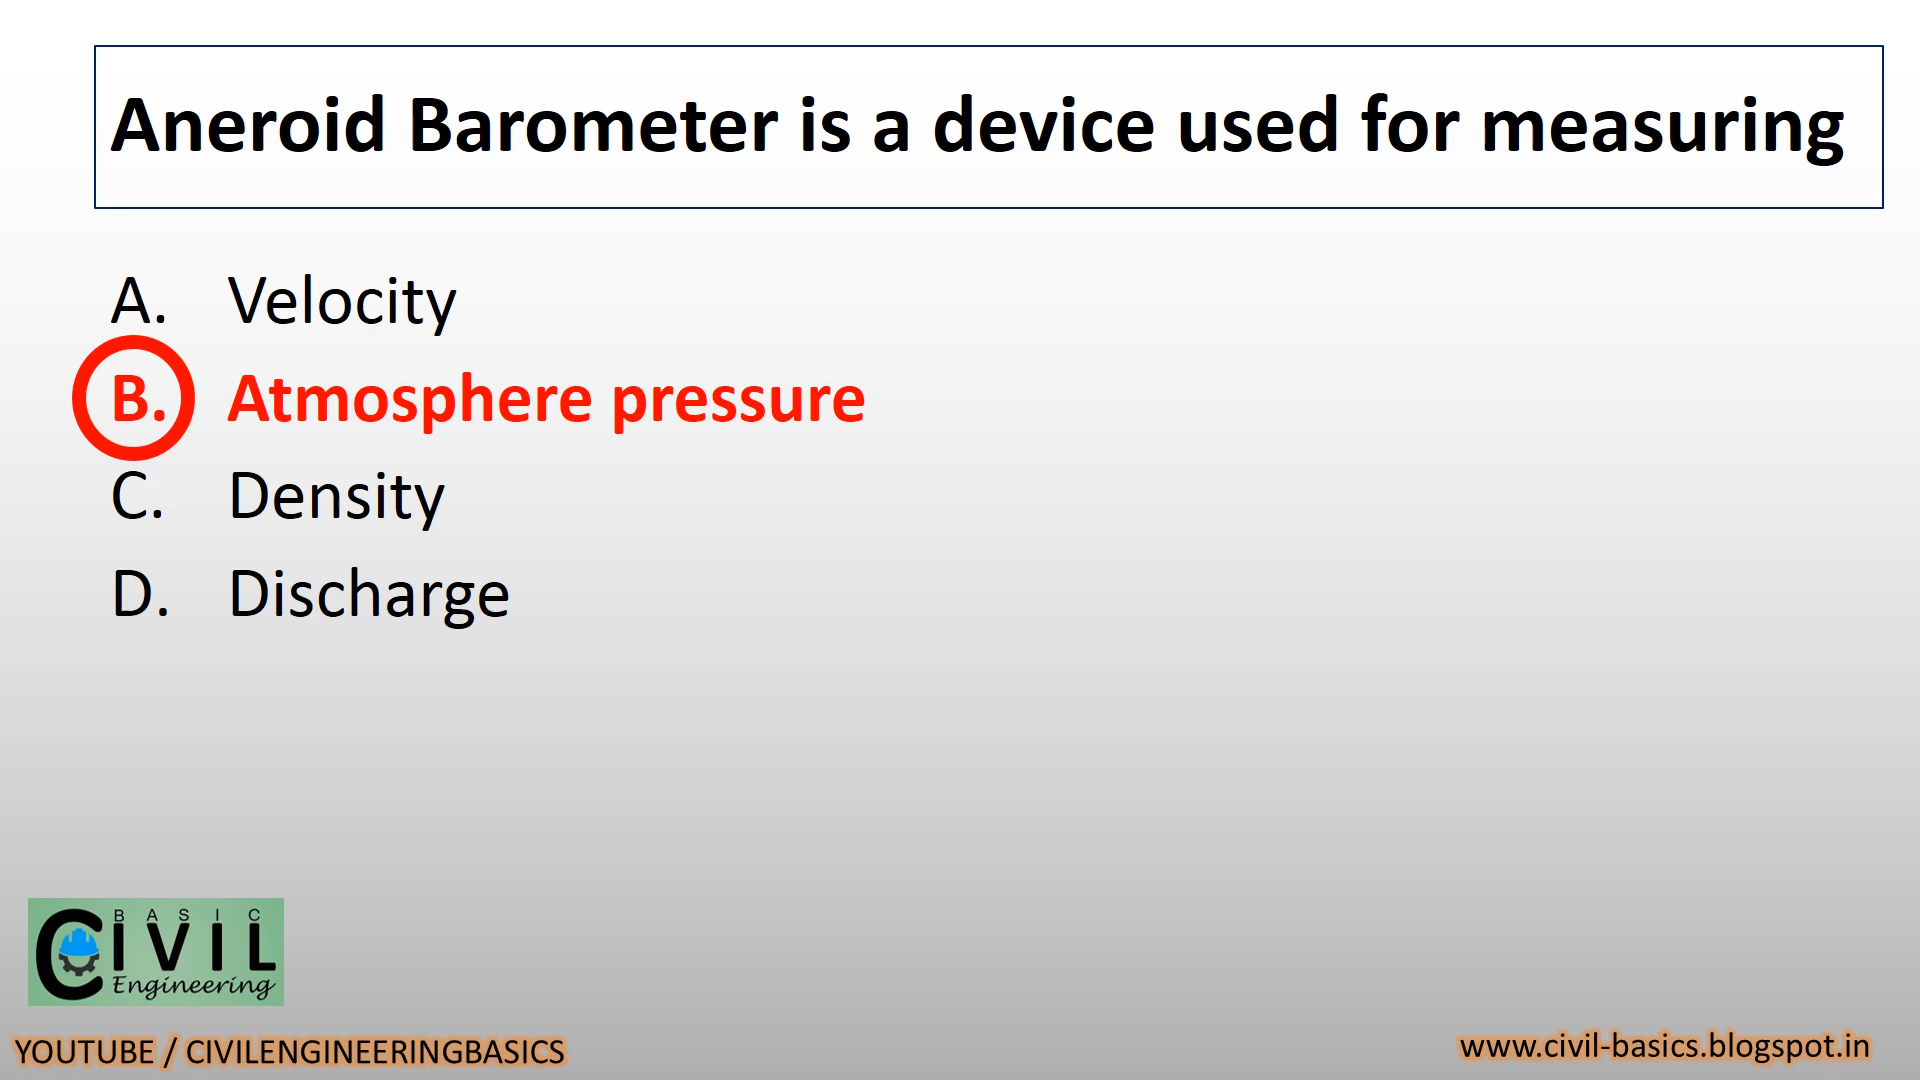 Aneroid Barometer is a device used for measuring
A. Velocity
B. Atmosphere pressure
C. Density
D. Discharge
BASIC
CIVIL
Engineering
YOUTUBE / CIVILENGINEERINGBASICS
www.civil-basics.blogspot.in